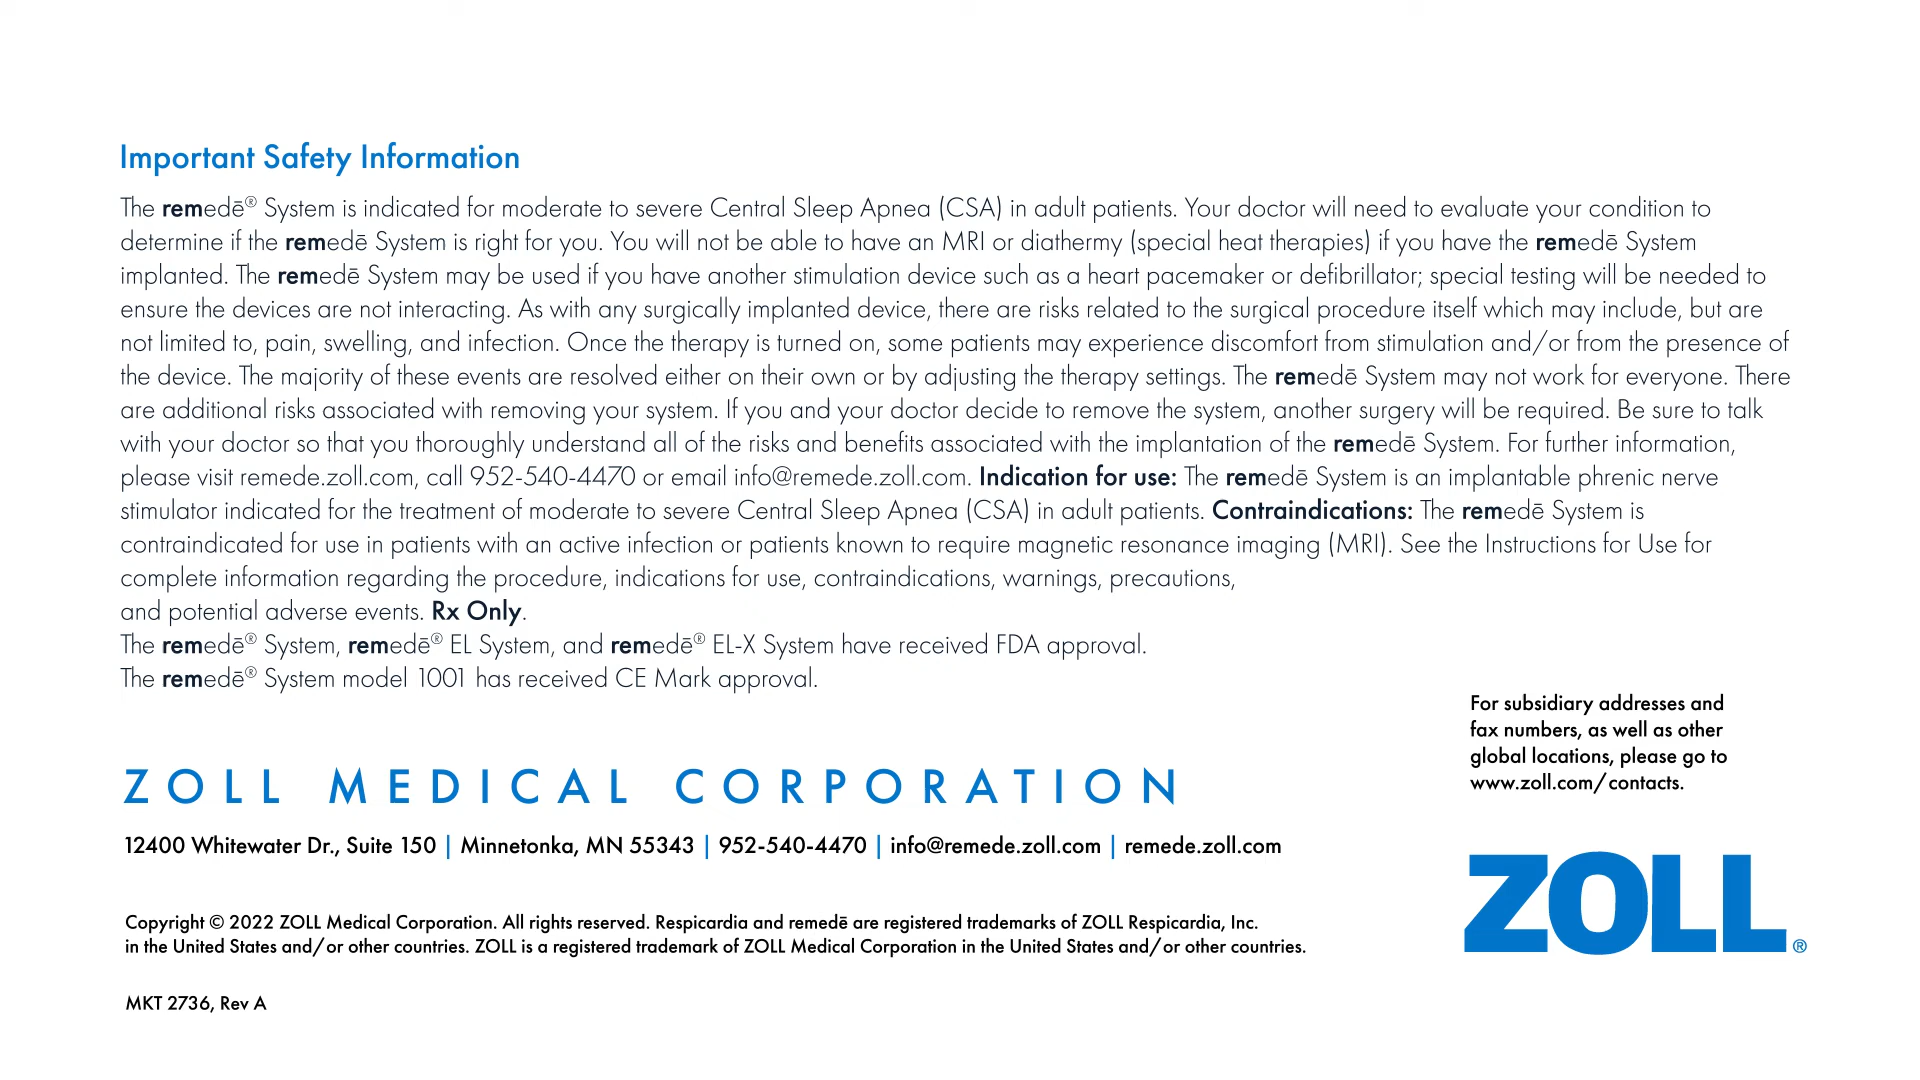 Important Safety Information
The remedē® System is indicated for moderate to severe Central Sleep Apnea (CSA) in adult patients. Your doctor will need to evaluate your condition to
determine if the remedē System is right for you. You will not be able to have an MRI or diathermy (special heat therapies) if you have the remedē System
implanted. The remedē System may be used if you have another stimulation device such as a heart pacemaker or defibrillator; special testing will be needed to
ensure the devices are not interacting. As with any surgically implanted device, there are risks related to the surgical procedure itself which may include, but are
not limited to, pain, swelling, and infection. Once the therapy is turned on, some patients may experience discomfort from stimulation and/or from the presence of
the device. The majority of these events are resolved either on their own or by adjusting the therapy settings. The remedē System may not work for everyone. There
are additional risks associated with removing your system. If you and your doctor decide to remove the system, another surgery will be required. Be sure to talk
with your doctor so that you thoroughly understand all of the risks and benefits associated with the implantation of the remedē System. For further information,
please visit remede.zoll.com, call 952-540-4470 or email info@remede.zoll.com. Indication for use: The remedē System is an implantable phrenic nerve
stimulator indicated for the treatment of moderate to severe Central Sleep Apnea (CSA) in adult patients. Contraindications: The remedē System is
contraindicated for use in patients with an active infection or patients known to require magnetic resonance imaging (MRI). See the Instructions for Use for
complete information regarding the procedure, indications for use, contraindications, warnings, precautions,
and potential adverse events. Rx Only.
The remedē® System, remedē® EL System, and remedē® EL-X System have received FDA approval.
The remedē® System model 1001 has received CE Mark approval.
For subsidiary addresses and
fax numbers, as well as other
global locations, please go to
www.zoll.com/contacts.
ZOLL MEDICAL CORPORATION
12400 Whitewater Dr., Suite 150 | Minnetonka, MN 55343 | 952-540-4470 | info@remede.zoll.com | remede.zoll.com
ZOLL®
Copyright © 2022 ZOLL Medical Corporation. All rights reserved. Respicardia and remedē are registered trademarks of ZOLL Respicardia, Inc.
in the United States and/or other countries. ZOLL is a registered trademark of ZOLL Medical Corporation in the United States and/or other countries.
MKT 2736, Rev A